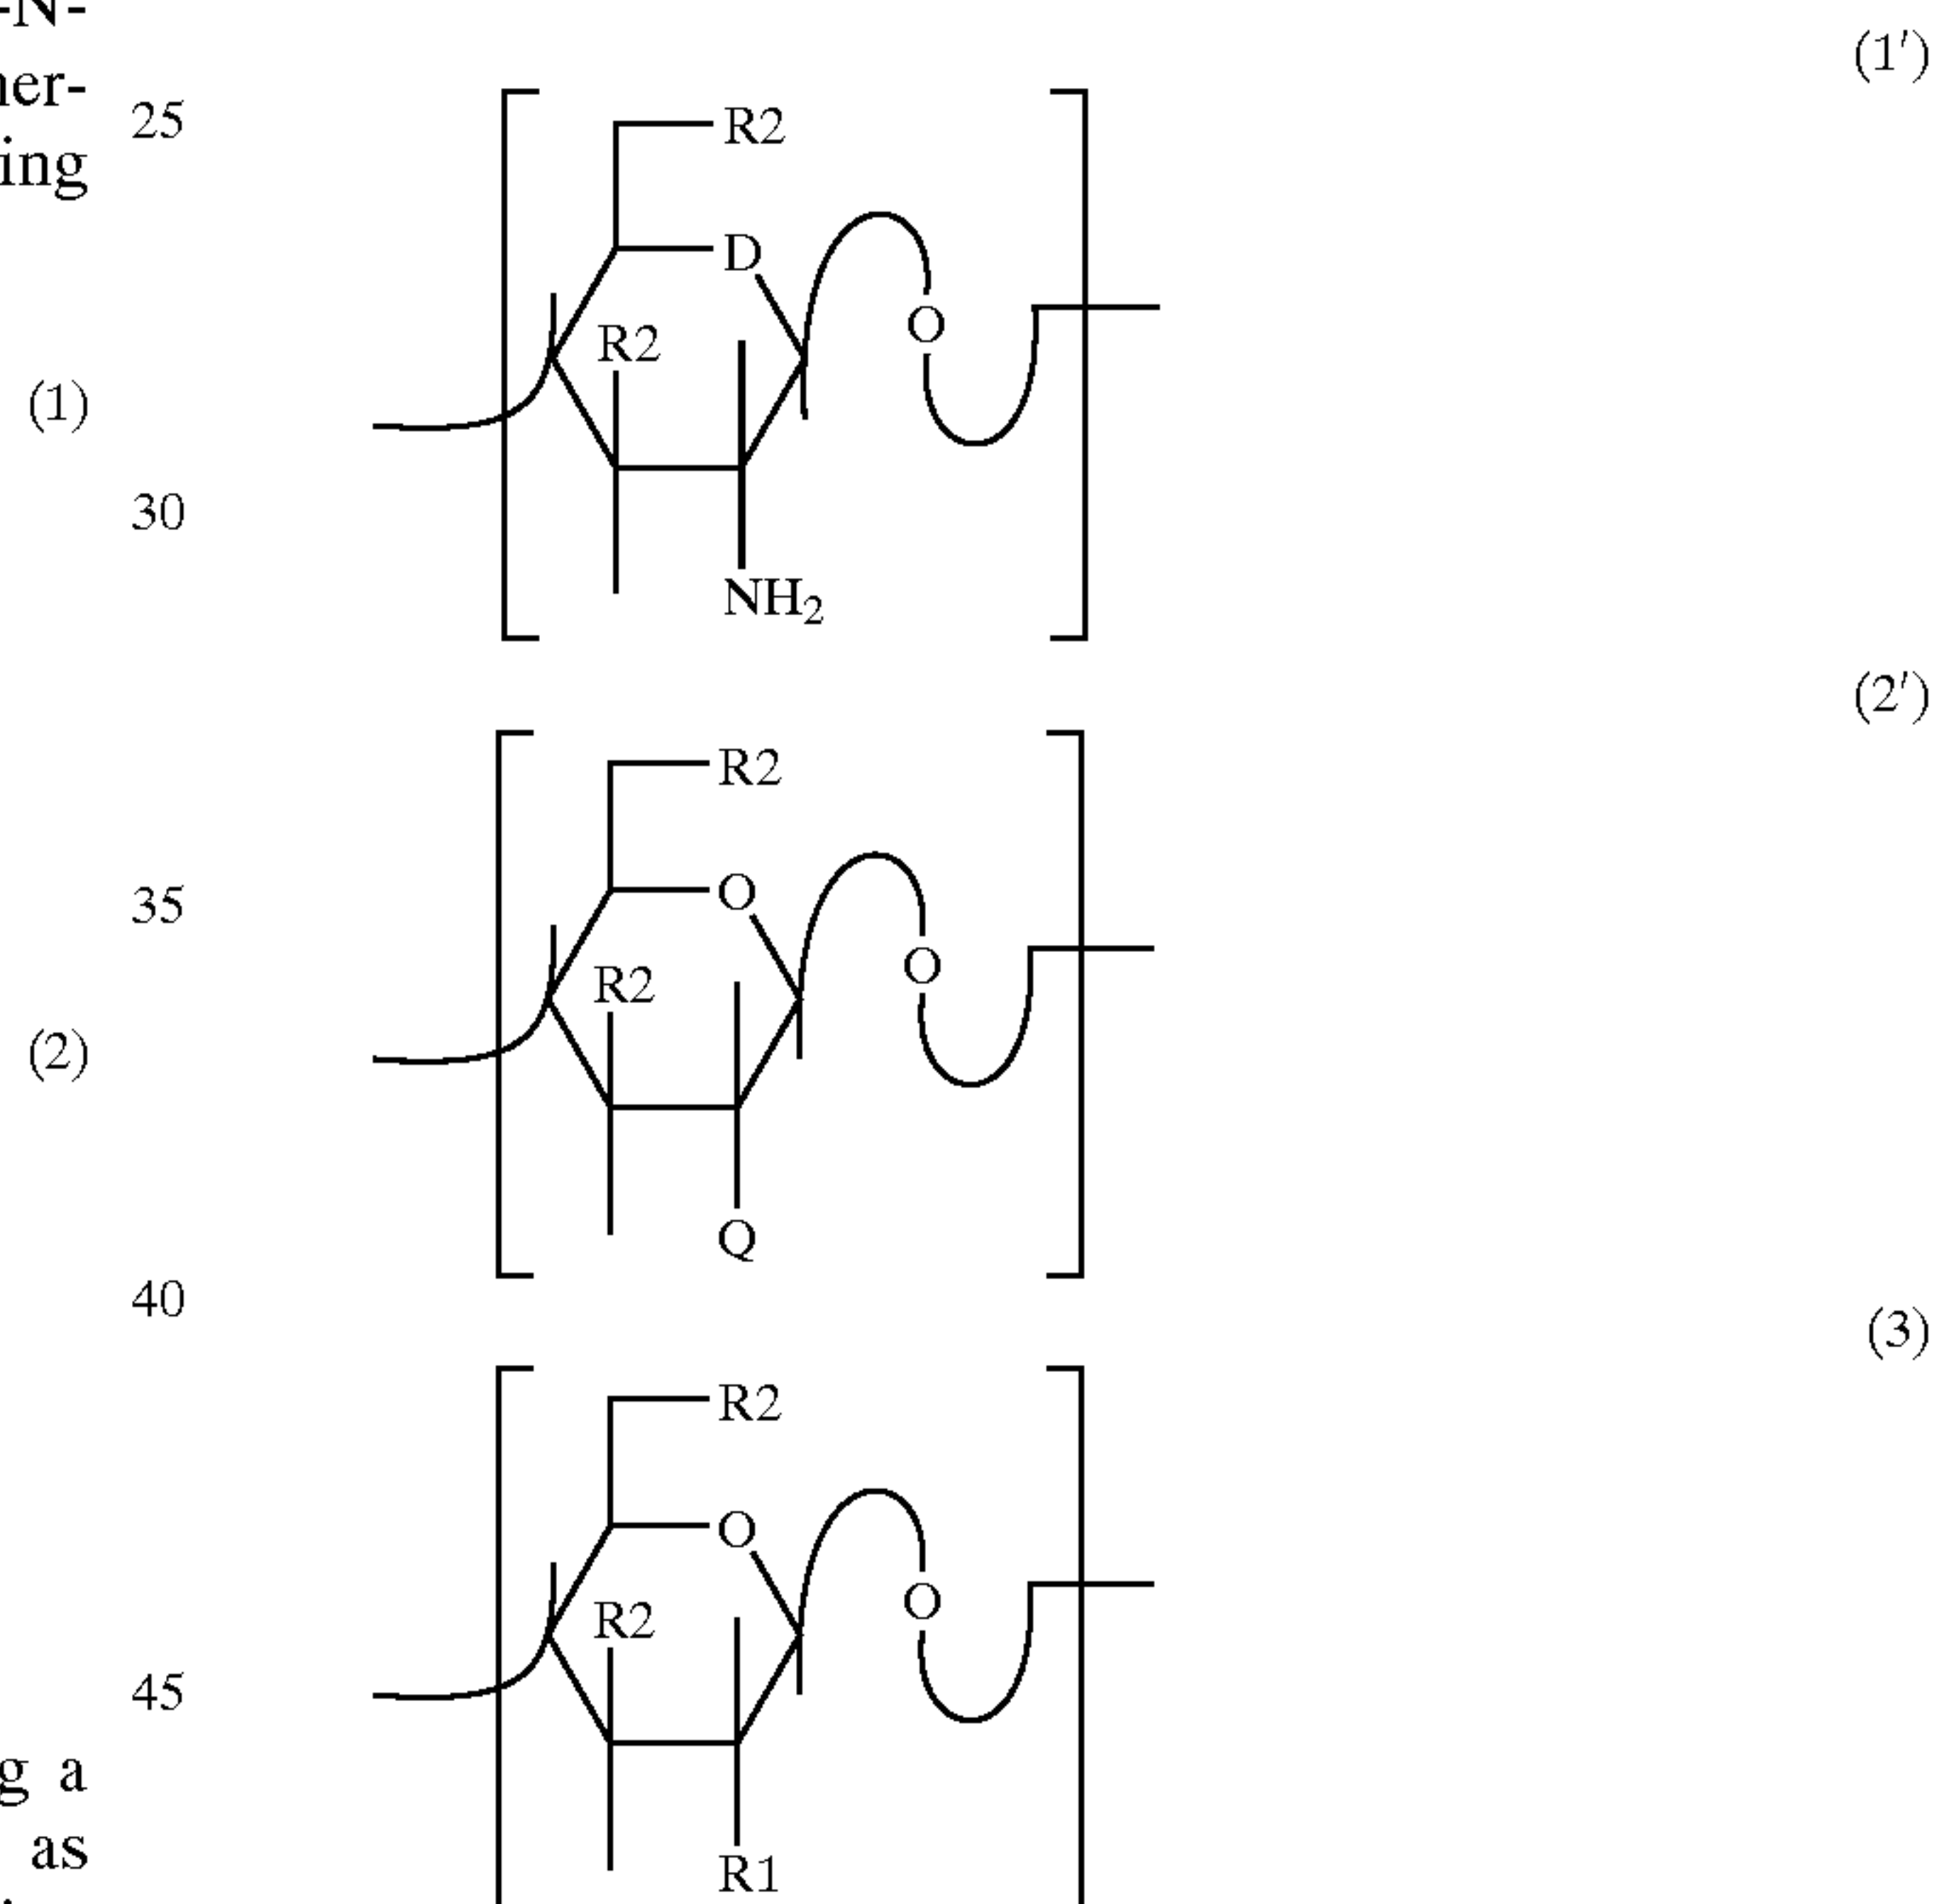 -N-
ner-
ing
(1)
(2)
g a
as
25
30
35
40
45
(1')
R2
D
R2
O
NH2
(2')
R2
O
R2
O
Q
(3)
R2
O
R2
O
R1